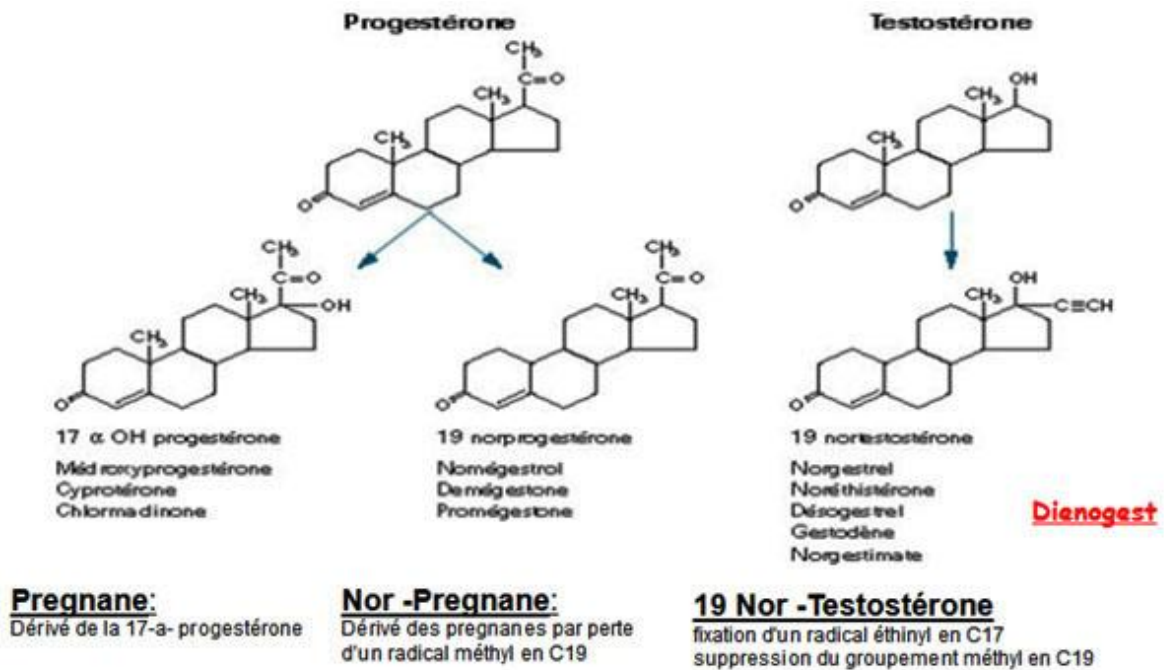 Progestérone
Testostérone
CH3
C=O
CH3
CH3
O
OH
CH3
CH3
O
CH3
C=O
CH3
OH
CH3
O
CH3
C=O
CH3
O
OH
CH3
C≡CH
O
17 α OH progestérone
Médroxyprogestérone
Cyprotérone
Chlormadinone
19 norprogestérone
Nomégestrol
Demégestone
Promégestone
19 nortestostérone
Norgestrel
Noréthistérone
Désogestrel
Gestodène
Norgestimate
Dienogest
Pregnane:
Dérivé de la 17-a- progestérone
Nor -Pregnane:
Dérivé des pregnanes par perte
d'un radical méthyl en C19
19 Nor -Testostérone
fixation d'un radical éthinyl en C17
suppression du groupement méthyl en C19